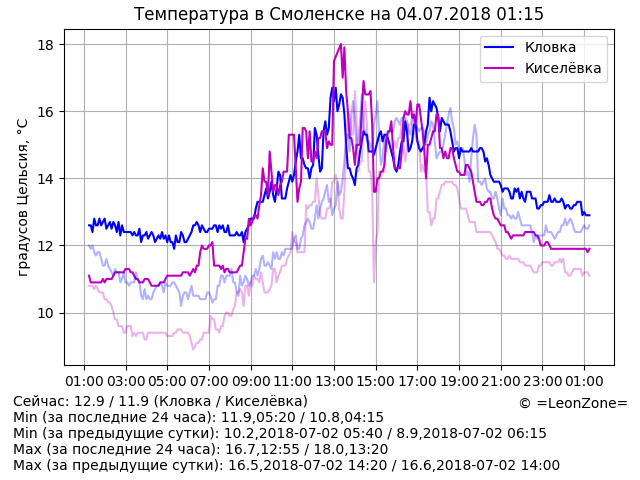 Температура в Смоленске на 04.07.2018 01:15
градусов Цельсия, °C
18
16
14
12
10
Кловка
Киселёвка
01:00 03:00 05:00 07:00 09:00 11:00 13:00 15:00 17:00 19:00 21:00 23:00 01:00
Сейчас: 12.9 / 11.9 (Кловка / Киселёвка)
© =LeonZone=
Min (за последние 24 часа): 11.9,05:20 / 10.8,04:15
Min (за предыдущие сутки): 10.2,2018-07-02 05:40 / 8.9,2018-07-02 06:15
Max (за последние 24 часа): 16.7,12:55 / 18.0,13:20
Max (за предыдущие сутки): 16.5,2018-07-02 14:20 / 16.6,2018-07-02 14:00